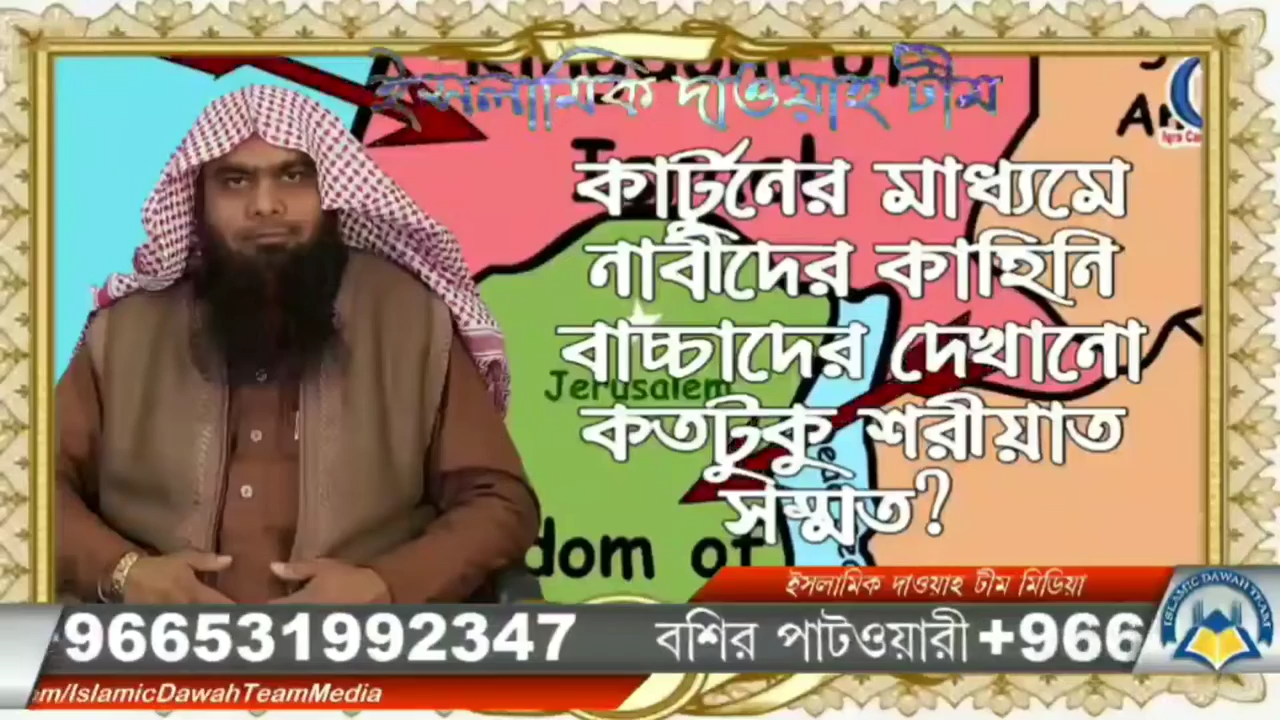 ইসলামিক দাওয়াহ টীম
কার্টুনের মাধ্যমে
নাবীদের কাহিনি
বাচ্চাদের দেখানো
কতটুকু শরীয়াত
সম্মত?
Jerusalem
dom of
ইসলামিক দাওয়াহ টীম মিডিয়া
966531992347 বশির পাটওয়ারী +966
ISLAMIC DAWAH TEAM
om/IslamicDawahTeamMedia